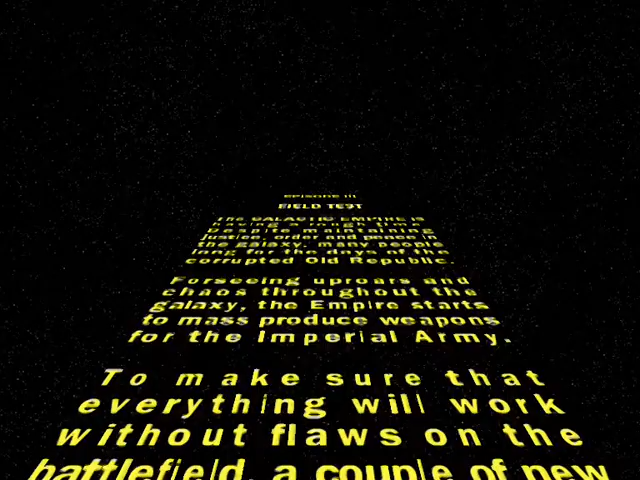 EPISODE III
FIELD TEST
The GALACTIC EMPIRE is
having a rough time.
Despite maintaining
justice, order and peace in
the galaxy, many people
long for the days of the
corrupted Old Republic.
Forseeing uproars and
chaos throughout the
galaxy, the Empire starts
to mass produce weapons
for the Imperial Army.
To make sure that
everything will work
without flaws on the
battlefield, a couple of new